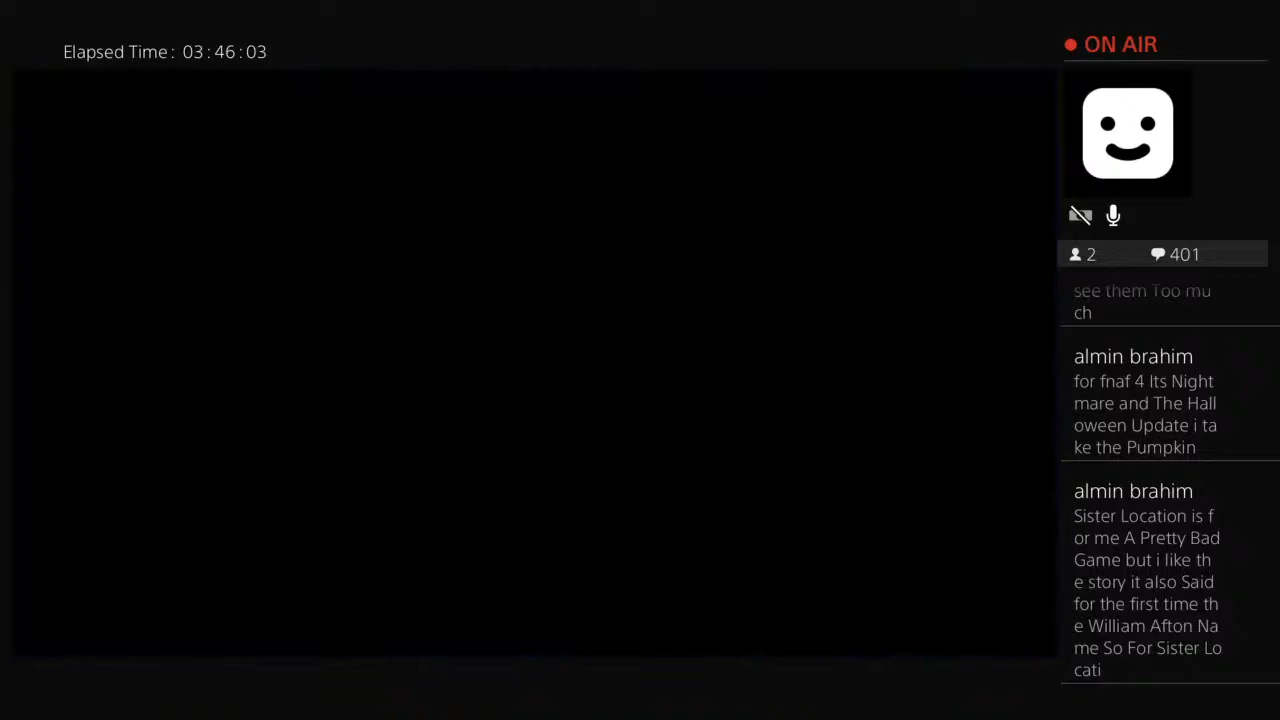 Elapsed Time: 03:46:03
ON AIR
2 401
see them Too mu
ch
almin brahim
for fnaf 4 Its Night
mare and The Hall
oween Update i ta
ke the Pumpkin
almin brahim
Sister Location is f
or me A Pretty Bad
Game but i like th
e story it also Said
for the first time th
e William Afton Na
me So For Sister Lo
cati